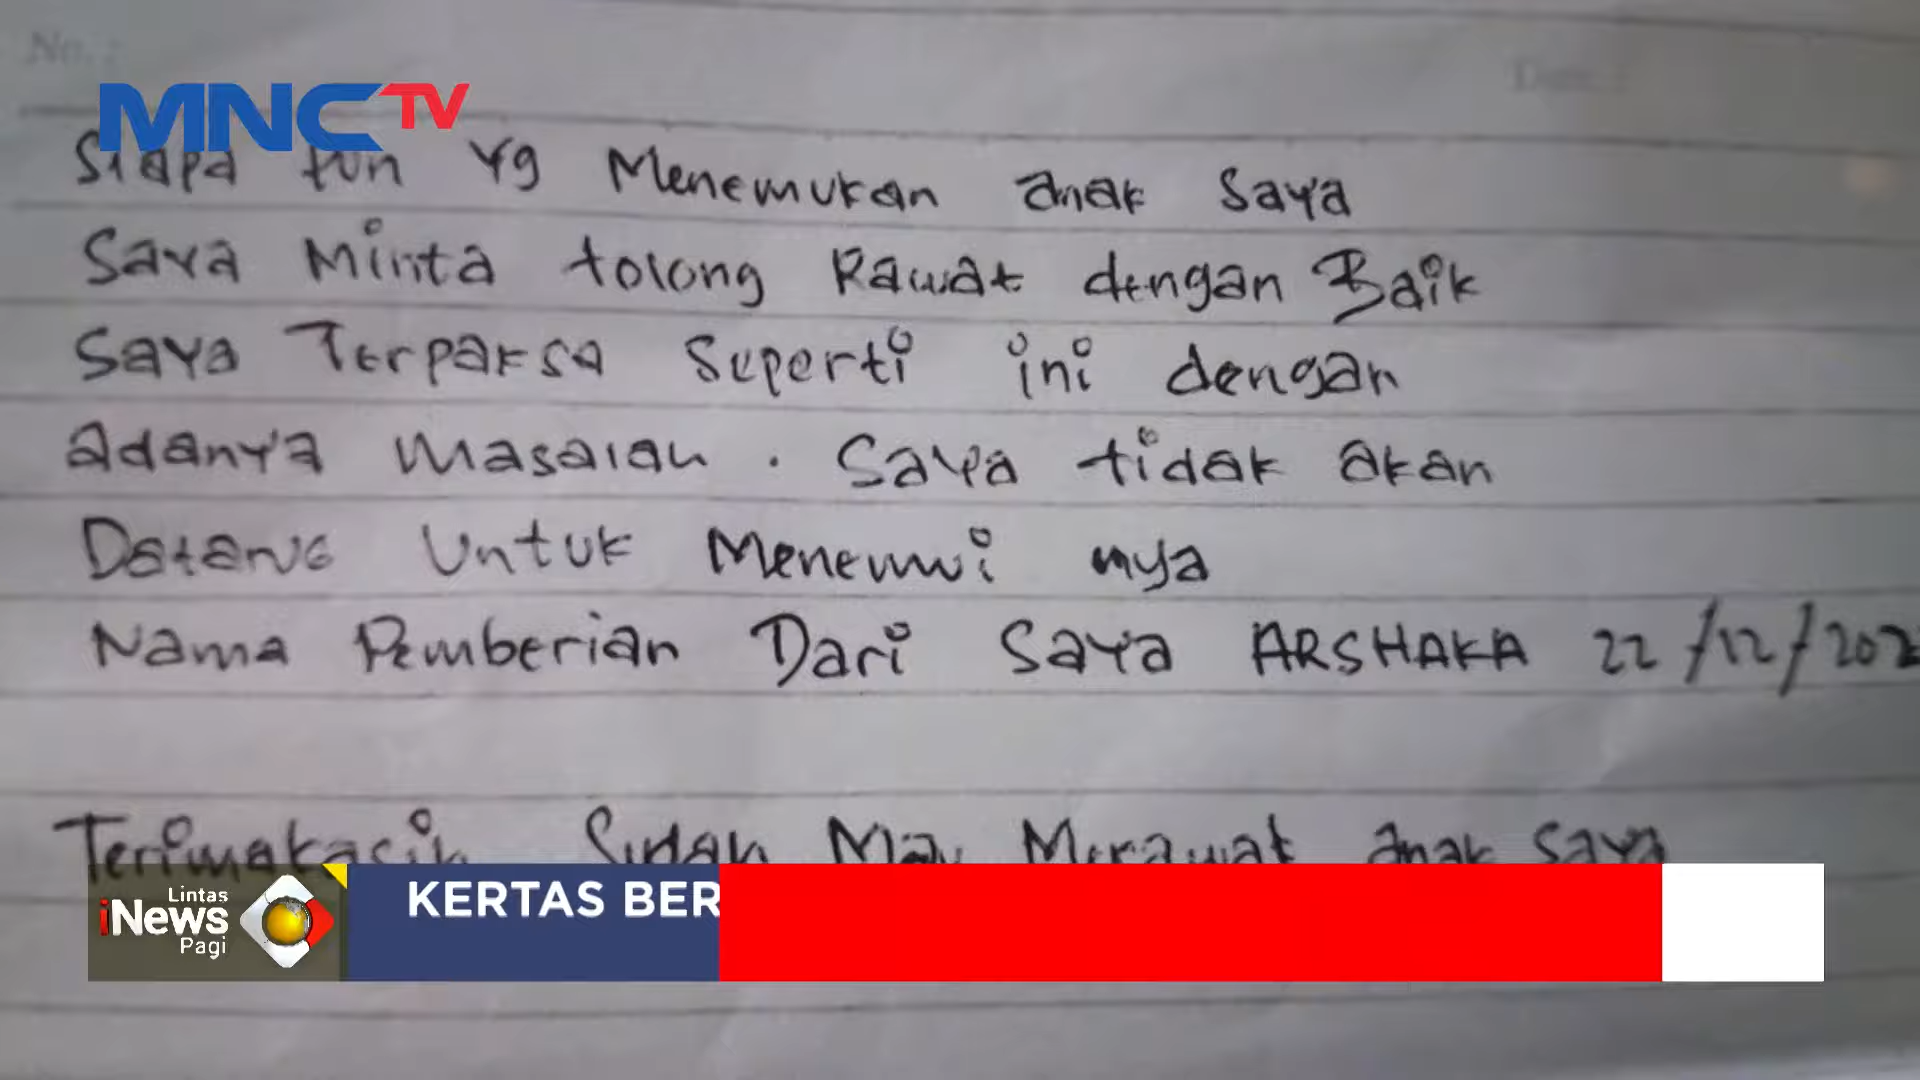 No. :
Date :
MNCTV
Siapa pun yg Menemukan anak Saya
Saya Minta tolong Rawat dengan Baik
Saya Terpaksa Seperti ini dengan
adanya Masalah . Saya tidak akan
Datang Untuk Menemui nya
Nama Pemberian Dari Saya ARSHAKA 22/12/202
Terimakasih Sudah Mau Merawat anak Saya
KERTAS BER
Lintas
iNews
Pagi